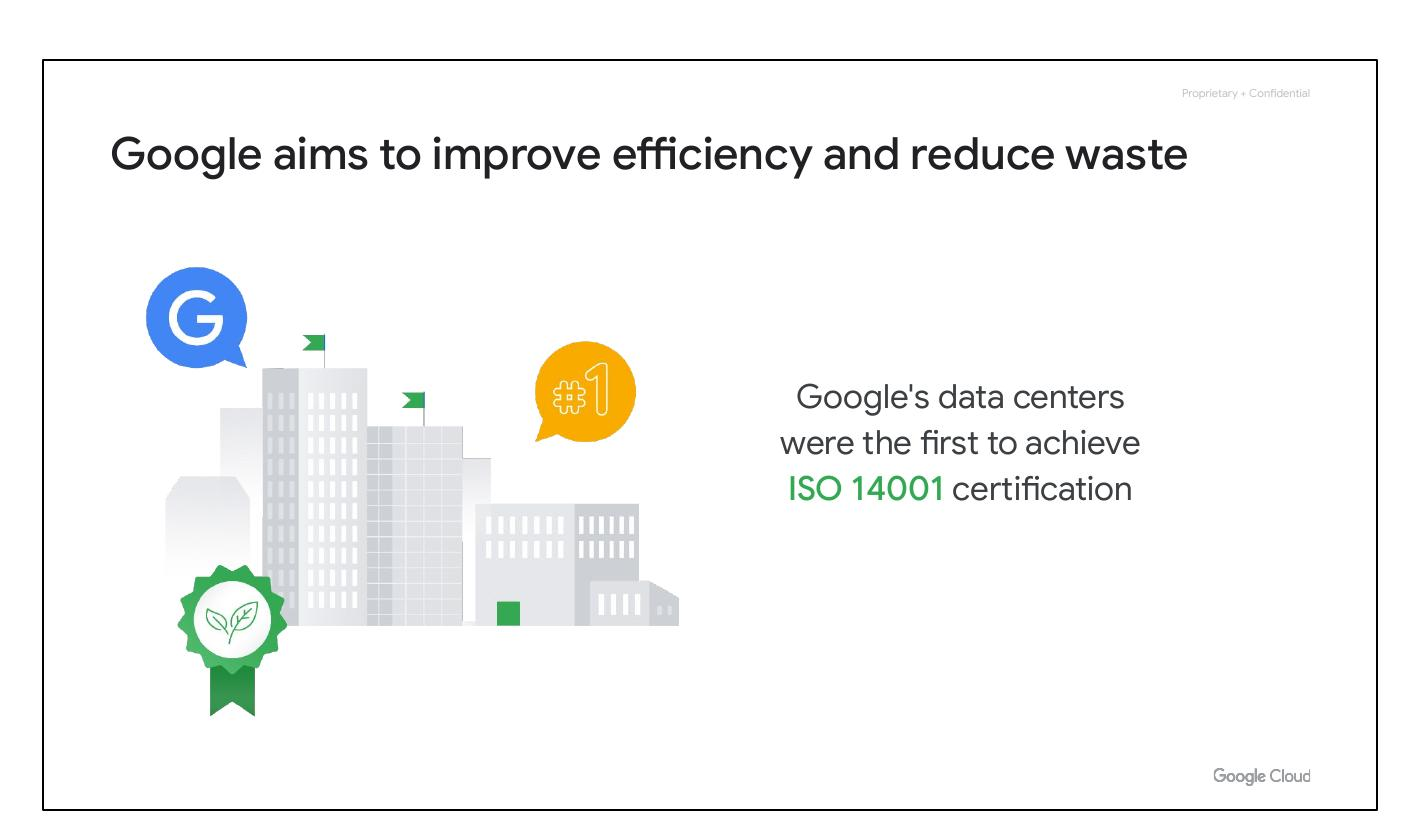 Proprietary + Confidential
Google aims to improve efficiency and reduce waste
G
#1
Google's data centers
were the first to achieve
ISO 14001 certification
Google Cloud